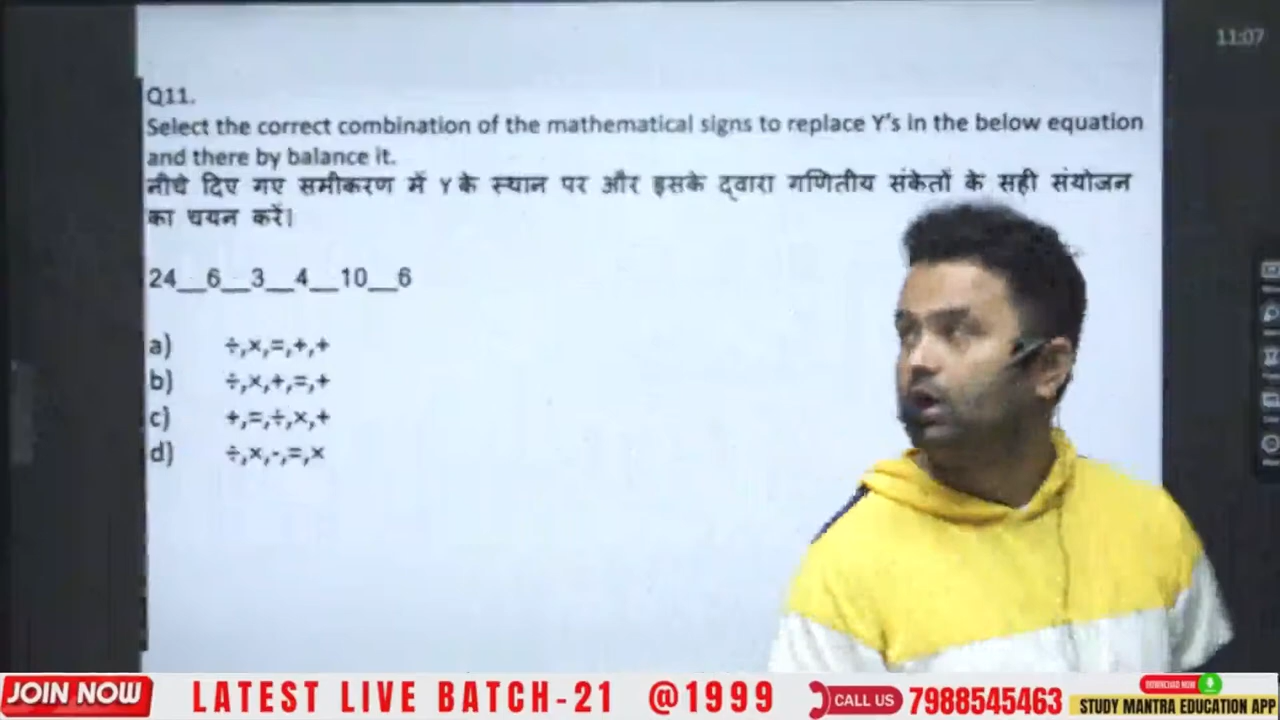 11:07
Q11.
Select the correct combination of the mathematical signs to replace Y's in the below equation
and there by balance it.
नीचे दिए गए समीकरण में Y के स्थान पर और इसके द्वारा गणितीय संकेतों के सही संयोजन
का चयन करें।
24__6__3__4__10__6
a) ÷,×,=,+,+
b) ÷,×,+,=,+
c) +,=,÷,×,+
d) ÷,×,-,=,×
JOIN NOW
LATEST LIVE BATCH-21 @1999
CALL US
7988545463
DOWNLOAD NOW
STUDY MANTRA EDUCATION APP